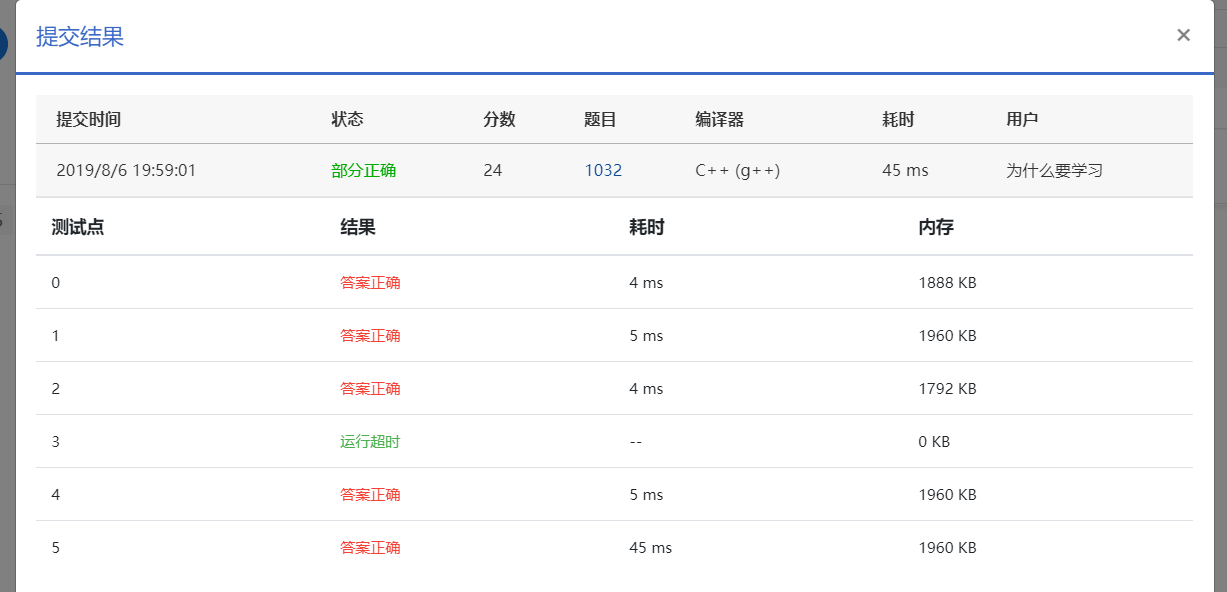 提交结果 ×
提交时间 状态 分数 题目 编译器 耗时 用户
2019/8/6 19:59:01 部分正确 24 1032 C++ (g++) 45 ms 为什么要学习
测试点 结果 耗时 内存
0 答案正确 4 ms 1888 KB
1 答案正确 5 ms 1960 KB
2 答案正确 4 ms 1792 KB
3 运行超时 -- 0 KB
4 答案正确 5 ms 1960 KB
5 答案正确 45 ms 1960 KB